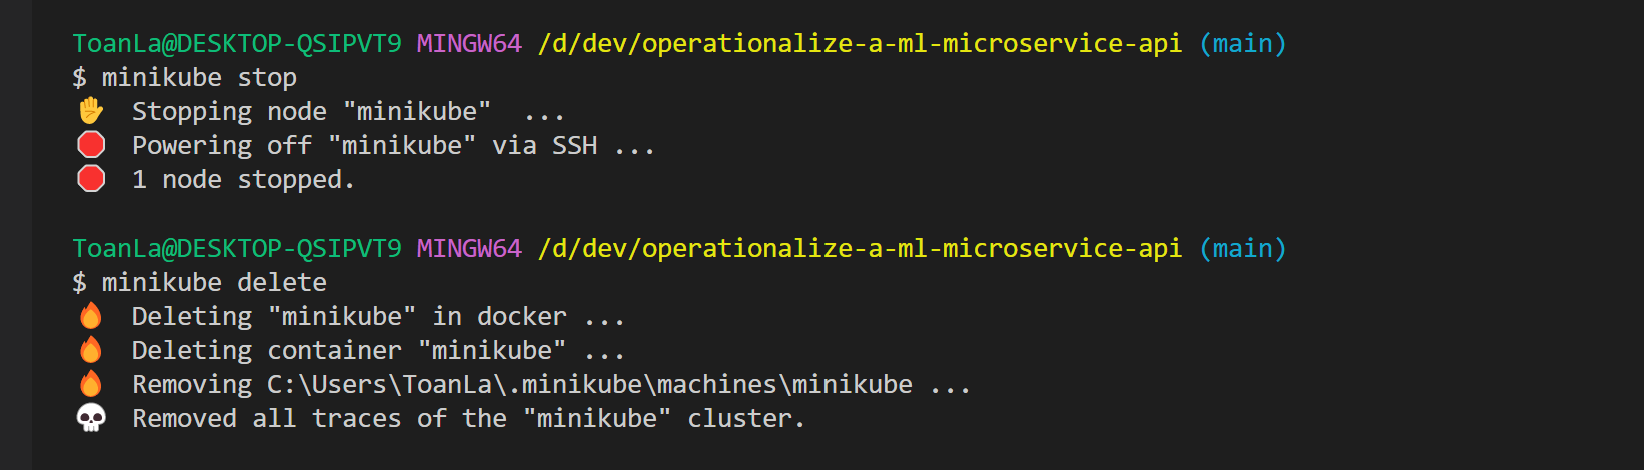 ToanLa@DESKTOP-QSIPVT9 MINGW64 /d/dev/operationalize-a-ml-microservice-api (main)
$ minikube stop
✋  Stopping node "minikube"  ...
🛑  Powering off "minikube" via SSH ...
🛑  1 node stopped.
ToanLa@DESKTOP-QSIPVT9 MINGW64 /d/dev/operationalize-a-ml-microservice-api (main)
$ minikube delete
🔥  Deleting "minikube" in docker ...
🔥  Deleting container "minikube" ...
🔥  Removing C:\Users\ToanLa\.minikube\machines\minikube ...
💀  Removed all traces of the "minikube" cluster.